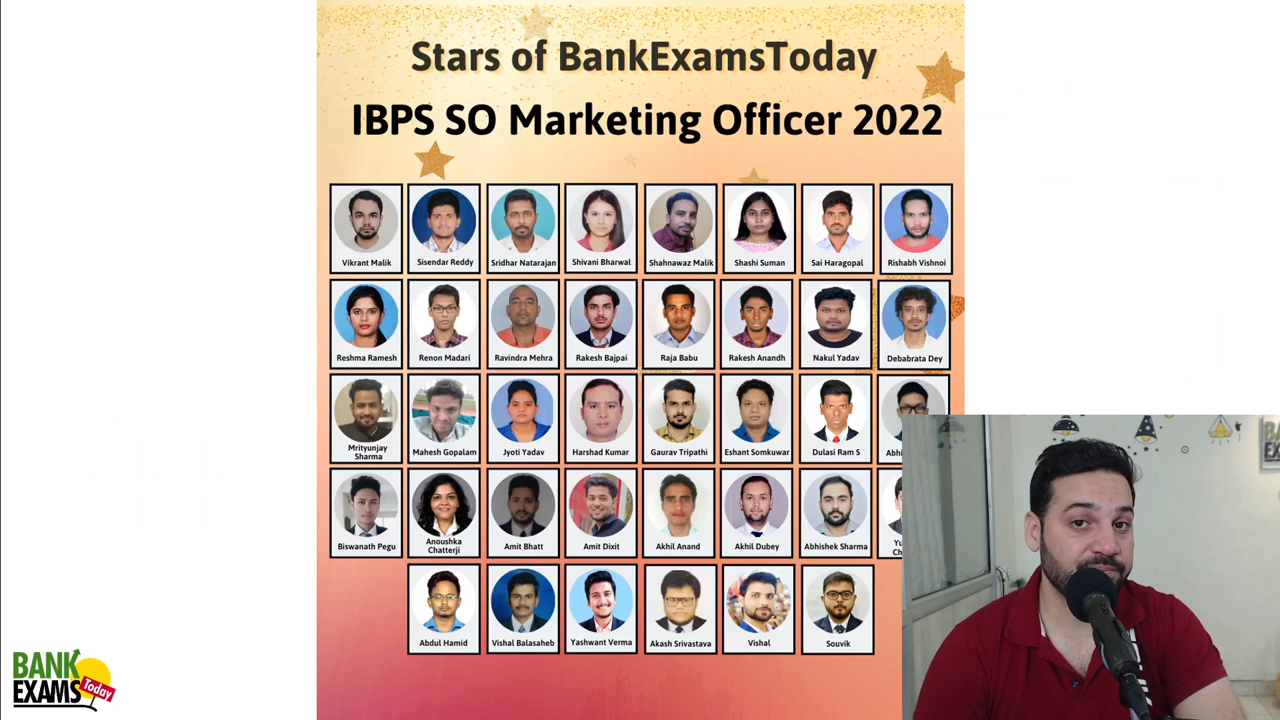 Stars of BankExamsToday
IBPS SO Marketing Officer 2022
Vikrant Malik
Sisendar Reddy
Sridhar Natarajan
Shivani Bharwal
Shahnawaz Malik
Shashi Suman
Sai Haragopal
Rishabh Vishnoi
Reshma Ramesh
Renon Madari
Ravindra Mehra
Rakesh Bajpai
Raja Babu
Rakesh Anandh
Nakul Yadav
Debabrata Dey
Mrityunjay
Sharma
Mahesh Gopalam
Jyoti Yadav
Harshad Kumar
Gaurav Tripathi
Eshant Somkuwar
Dulasi Ram S
Biswanath Pegu
Anoushka
Chatterji
Amit Bhatt
Amit Dixit
Akhil Anand
Akhil Dubey
Abhishek Sharma
Abdul Hamid
Vishal Balasaheb
Yashwant Verma
Akash Srivastava
Vishal
Souvik
BANK
EXAMS
Today